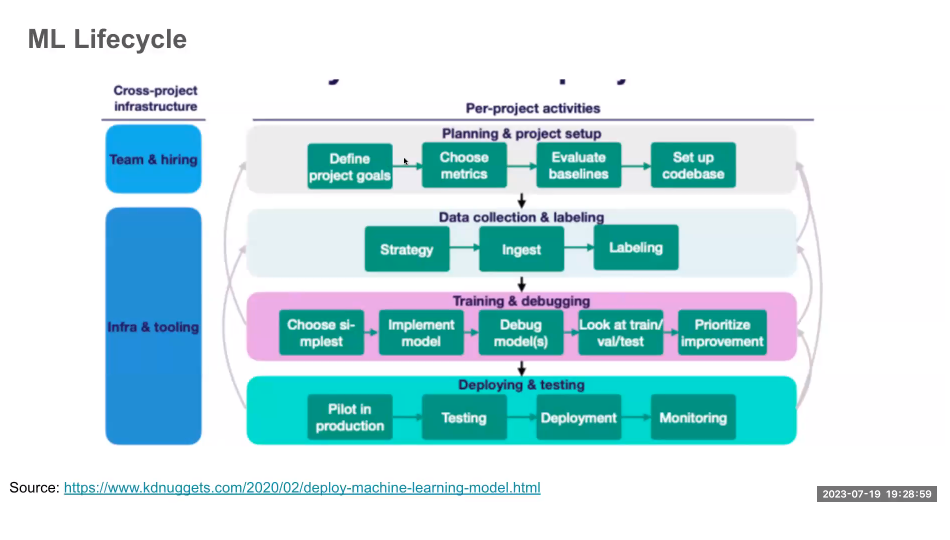 ML Lifecycle
Cross-project
infrastructure
Per-project activities
Team & hiring
Infra & tooling
Planning & project setup
Define
project goals
Choose
metrics
Evaluate
baselines
Set up
codebase
Data collection & labeling
Strategy
Ingest
Labeling
Training & debugging
Choose si-
mplest
Implement
model
Debug
model(s)
Look at train/
val/test
Prioritize
improvement
Deploying & testing
Pilot in
production
Testing
Deployment
Monitoring
Source: https://www.kdnuggets.com/2020/02/deploy-machine-learning-model.html
2023-07-19 19:28:59